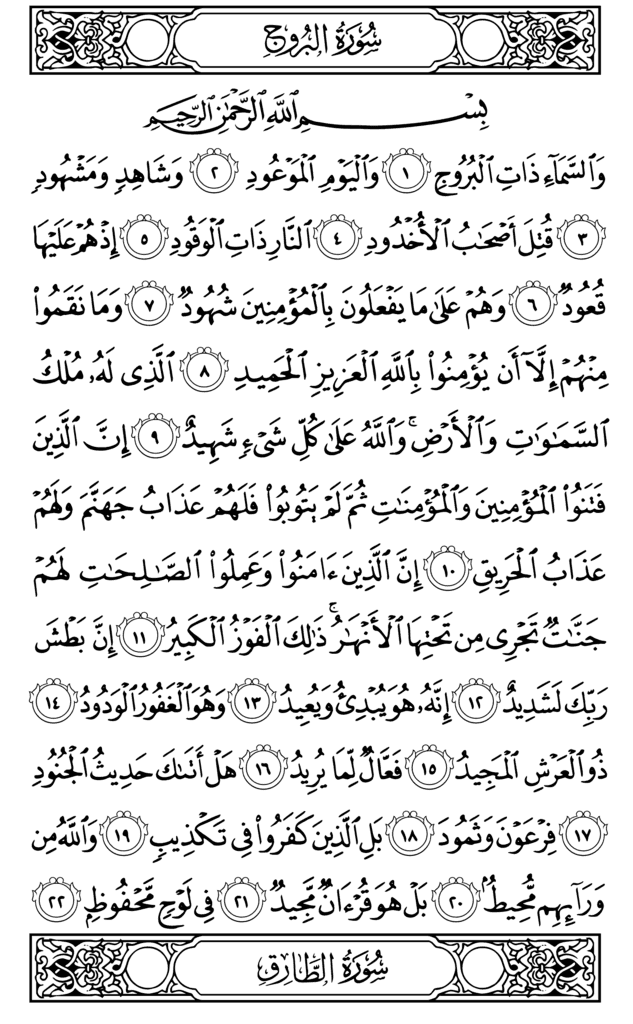 سُورَةُ البُرُوجِ
بِسْمِ ٱللَّهِ ٱلرَّحْمَٰنِ ٱلرَّحِيمِ
وَٱلسَّمَآءِ ذَاتِ ٱلْبُرُوجِ ١ وَٱلْيَوْمِ ٱلْمَوْعُودِ ٢ وَشَاهِدٍ وَمَشْهُودٍ
٣ قُتِلَ أَصْحَٰبُ ٱلْأُخْدُودِ ٤ ٱلنَّارِ ذَاتِ ٱلْوَقُودِ ٥ إِذْ هُمْ عَلَيْهَا
قُعُودٌ ٦ وَهُمْ عَلَىٰ مَا يَفْعَلُونَ بِٱلْمُؤْمِنِينَ شُهُودٌ ٧ وَمَا نَقَمُوا۟
مِنْهُمْ إِلَّآ أَن يُؤْمِنُوا۟ بِٱللَّهِ ٱلْعَزِيزِ ٱلْحَمِيدِ ٨ ٱلَّذِى لَهُۥ مُلْكُ
ٱلسَّمَٰوَٰتِ وَٱلْأَرْضِ ۚ وَٱللَّهُ عَلَىٰ كُلِّ شَىْءٍ شَهِيدٌ ٩ إِنَّ ٱلَّذِينَ
فَتَنُوا۟ ٱلْمُؤْمِنِينَ وَٱلْمُؤْمِنَٰتِ ثُمَّ لَمْ يَتُوبُوا۟ فَلَهُمْ عَذَابُ جَهَنَّمَ وَلَهُمْ
عَذَابُ ٱلْحَرِيقِ ١٠ إِنَّ ٱلَّذِينَ ءَامَنُوا۟ وَعَمِلُوا۟ ٱلصَّٰلِحَٰتِ لَهُمْ
جَنَّٰتٌ تَجْرِى مِن تَحْتِهَا ٱلْأَنْهَٰرُ ۚ ذَٰلِكَ ٱلْفَوْزُ ٱلْكَبِيرُ ١١ إِنَّ بَطْشَ
رَبِّكَ لَشَدِيدٌ ١٢ إِنَّهُۥ هُوَ يُبْدِئُ وَيُعِيدُ ١٣ وَهُوَ ٱلْغَفُورُ ٱلْوَدُودُ ١٤
ذُو ٱلْعَرْشِ ٱلْمَجِيدُ ١٥ فَعَّالٌ لِّمَا يُرِيدُ ١٦ هَلْ أَتَىٰكَ حَدِيثُ ٱلْجُنُودِ
١٧ فِرْعَوْنَ وَثَمُودَ ١٨ بَلِ ٱلَّذِينَ كَفَرُوا۟ فِى تَكْذِيبٍ ١٩ وَٱللَّهُ مِن
وَرَآئِهِم مُّحِيطٌۢ ٢٠ بَلْ هُوَ قُرْءَانٌ مَّجِيدٌ ٢١ فِى لَوْحٍ مَّحْفُوظٍۭ ٢٢
سُورَةُ الطَّارِقِ